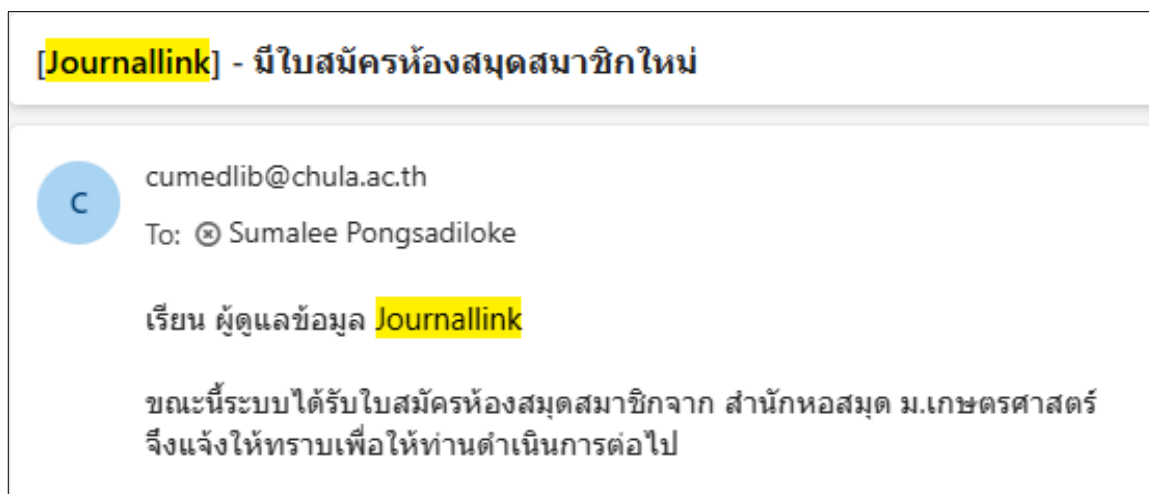 [Journallink] - มีใบสมัครห้องสมุดสมาชิกใหม่
C
cumedlib@chula.ac.th
To: Sumalee Pongsadiloke
เรียน ผู้ดูแลข้อมูล Journallink
ขณะนี้ระบบได้รับใบสมัครห้องสมุดสมาชิกจาก สำนักหอสมุด ม.เกษตรศาสตร์
จึงแจ้งให้ทราบเพื่อให้ท่านดำเนินการต่อไป